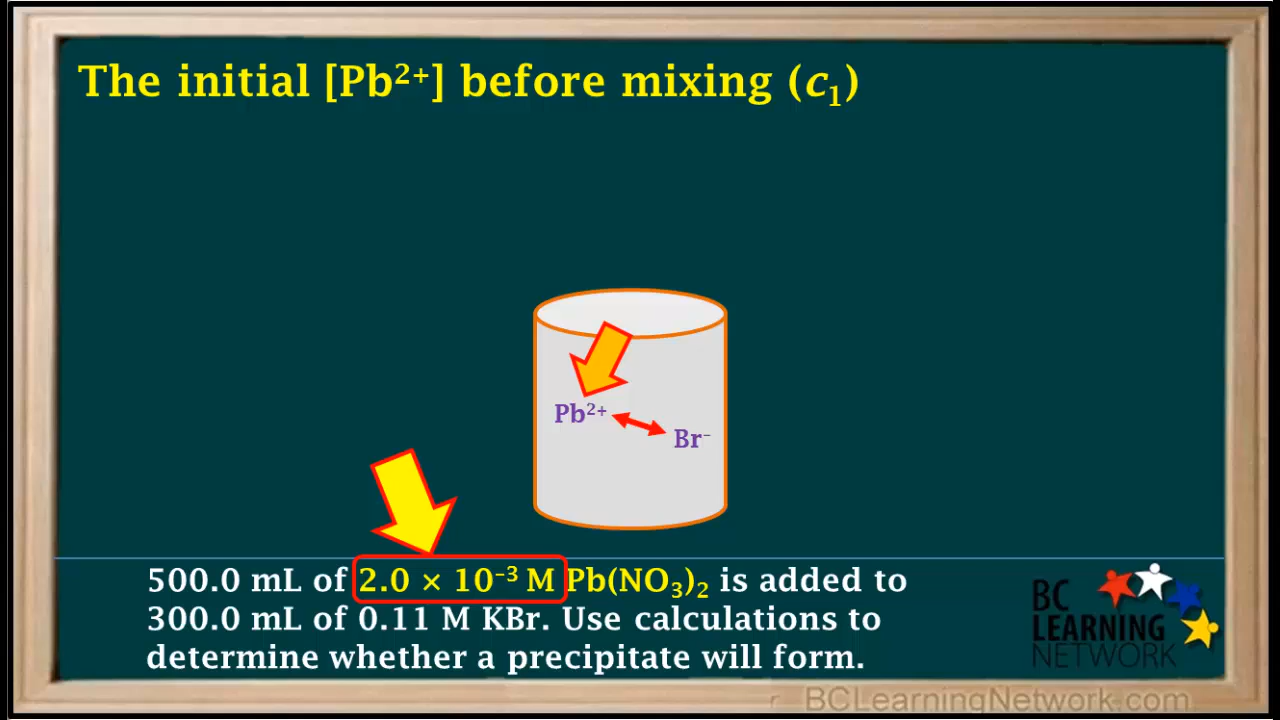 The initial [Pb²⁺] before mixing (c₁)
Pb²⁺
Br⁻
500.0 mL of 2.0 × 10⁻³ M Pb(NO₃)₂ is added to
300.0 mL of 0.11 M KBr. Use calculations to
determine whether a precipitate will form.
BC
LEARNING
NETWORK
BCLearningNetwork.com